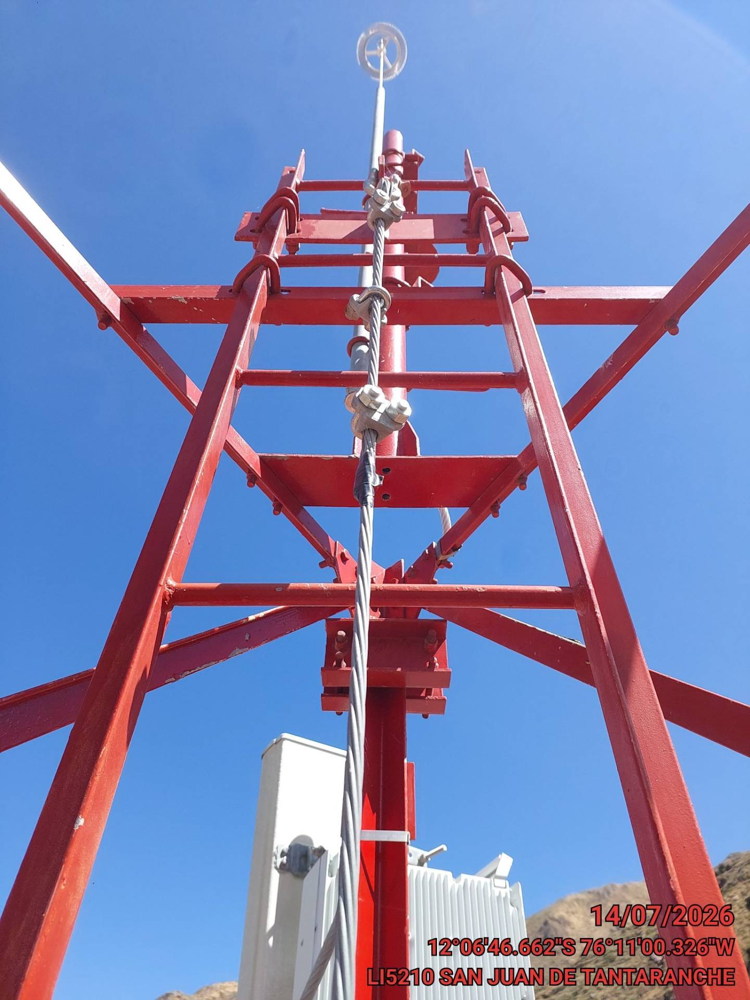 14/07/2026
12°06'46.662"S 76°11'00.326"W
LI5210 SAN JUAN DE TANTARANCHE